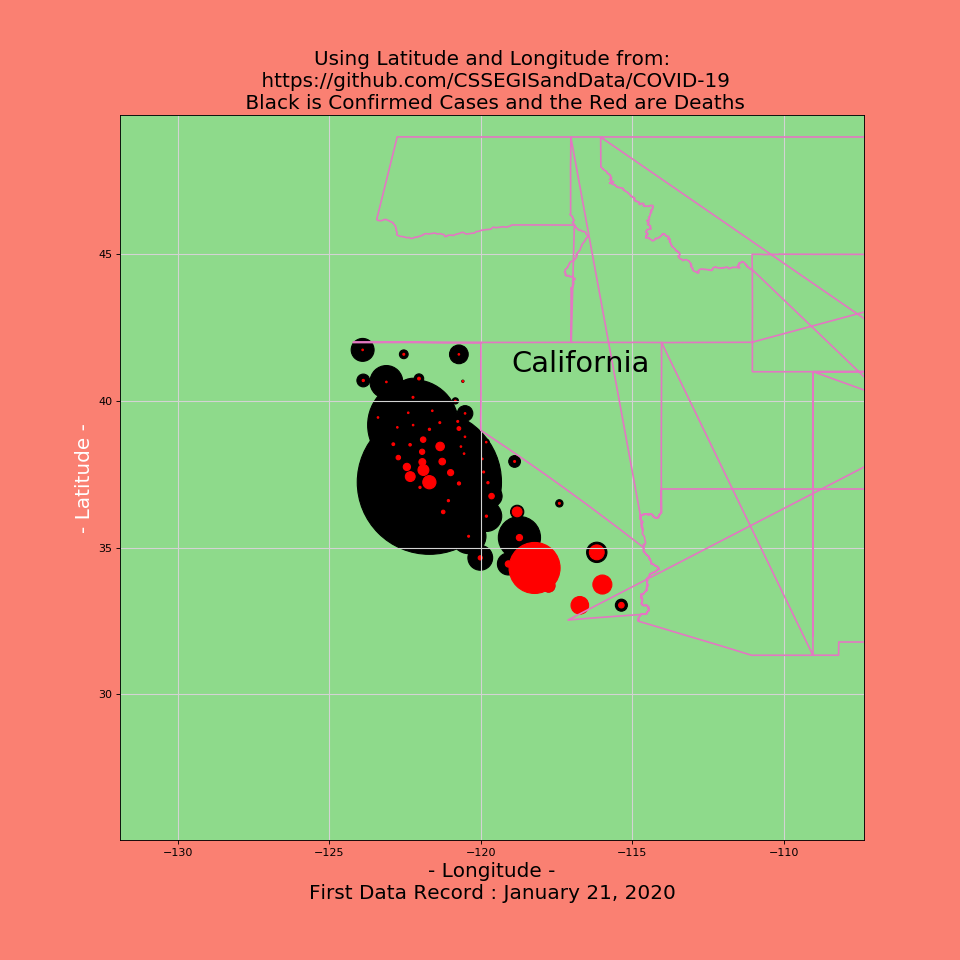 Using Latitude and Longitude from:
https://github.com/CSSEGISandData/COVID-19
Black is Confirmed Cases and the Red are Deaths
45
California
40
- Latitude -
35
30
−130
−125
−120
−115
−110
- Longitude -
First Data Record : January 21, 2020